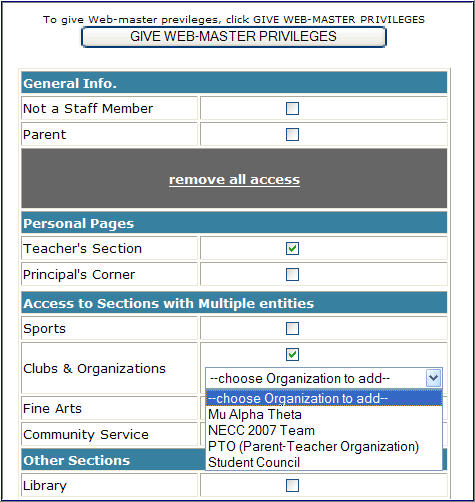 To give Web-master previleges, click GIVE WEB-MASTER PRIVILEGES
GIVE WEB-MASTER PRIVILEGES
General Info.
Not a Staff Member
Parent
remove all access
Personal Pages
Teacher's Section
Principal's Corner
Access to Sections with Multiple entities
Sports
Clubs & Organizations
--choose Organization to add--
--choose Organization to add--
Mu Alpha Theta
NECC 2007 Team
PTO (Parent-Teacher Organization)
Student Council
Fine Arts
Community Service
Other Sections
Library